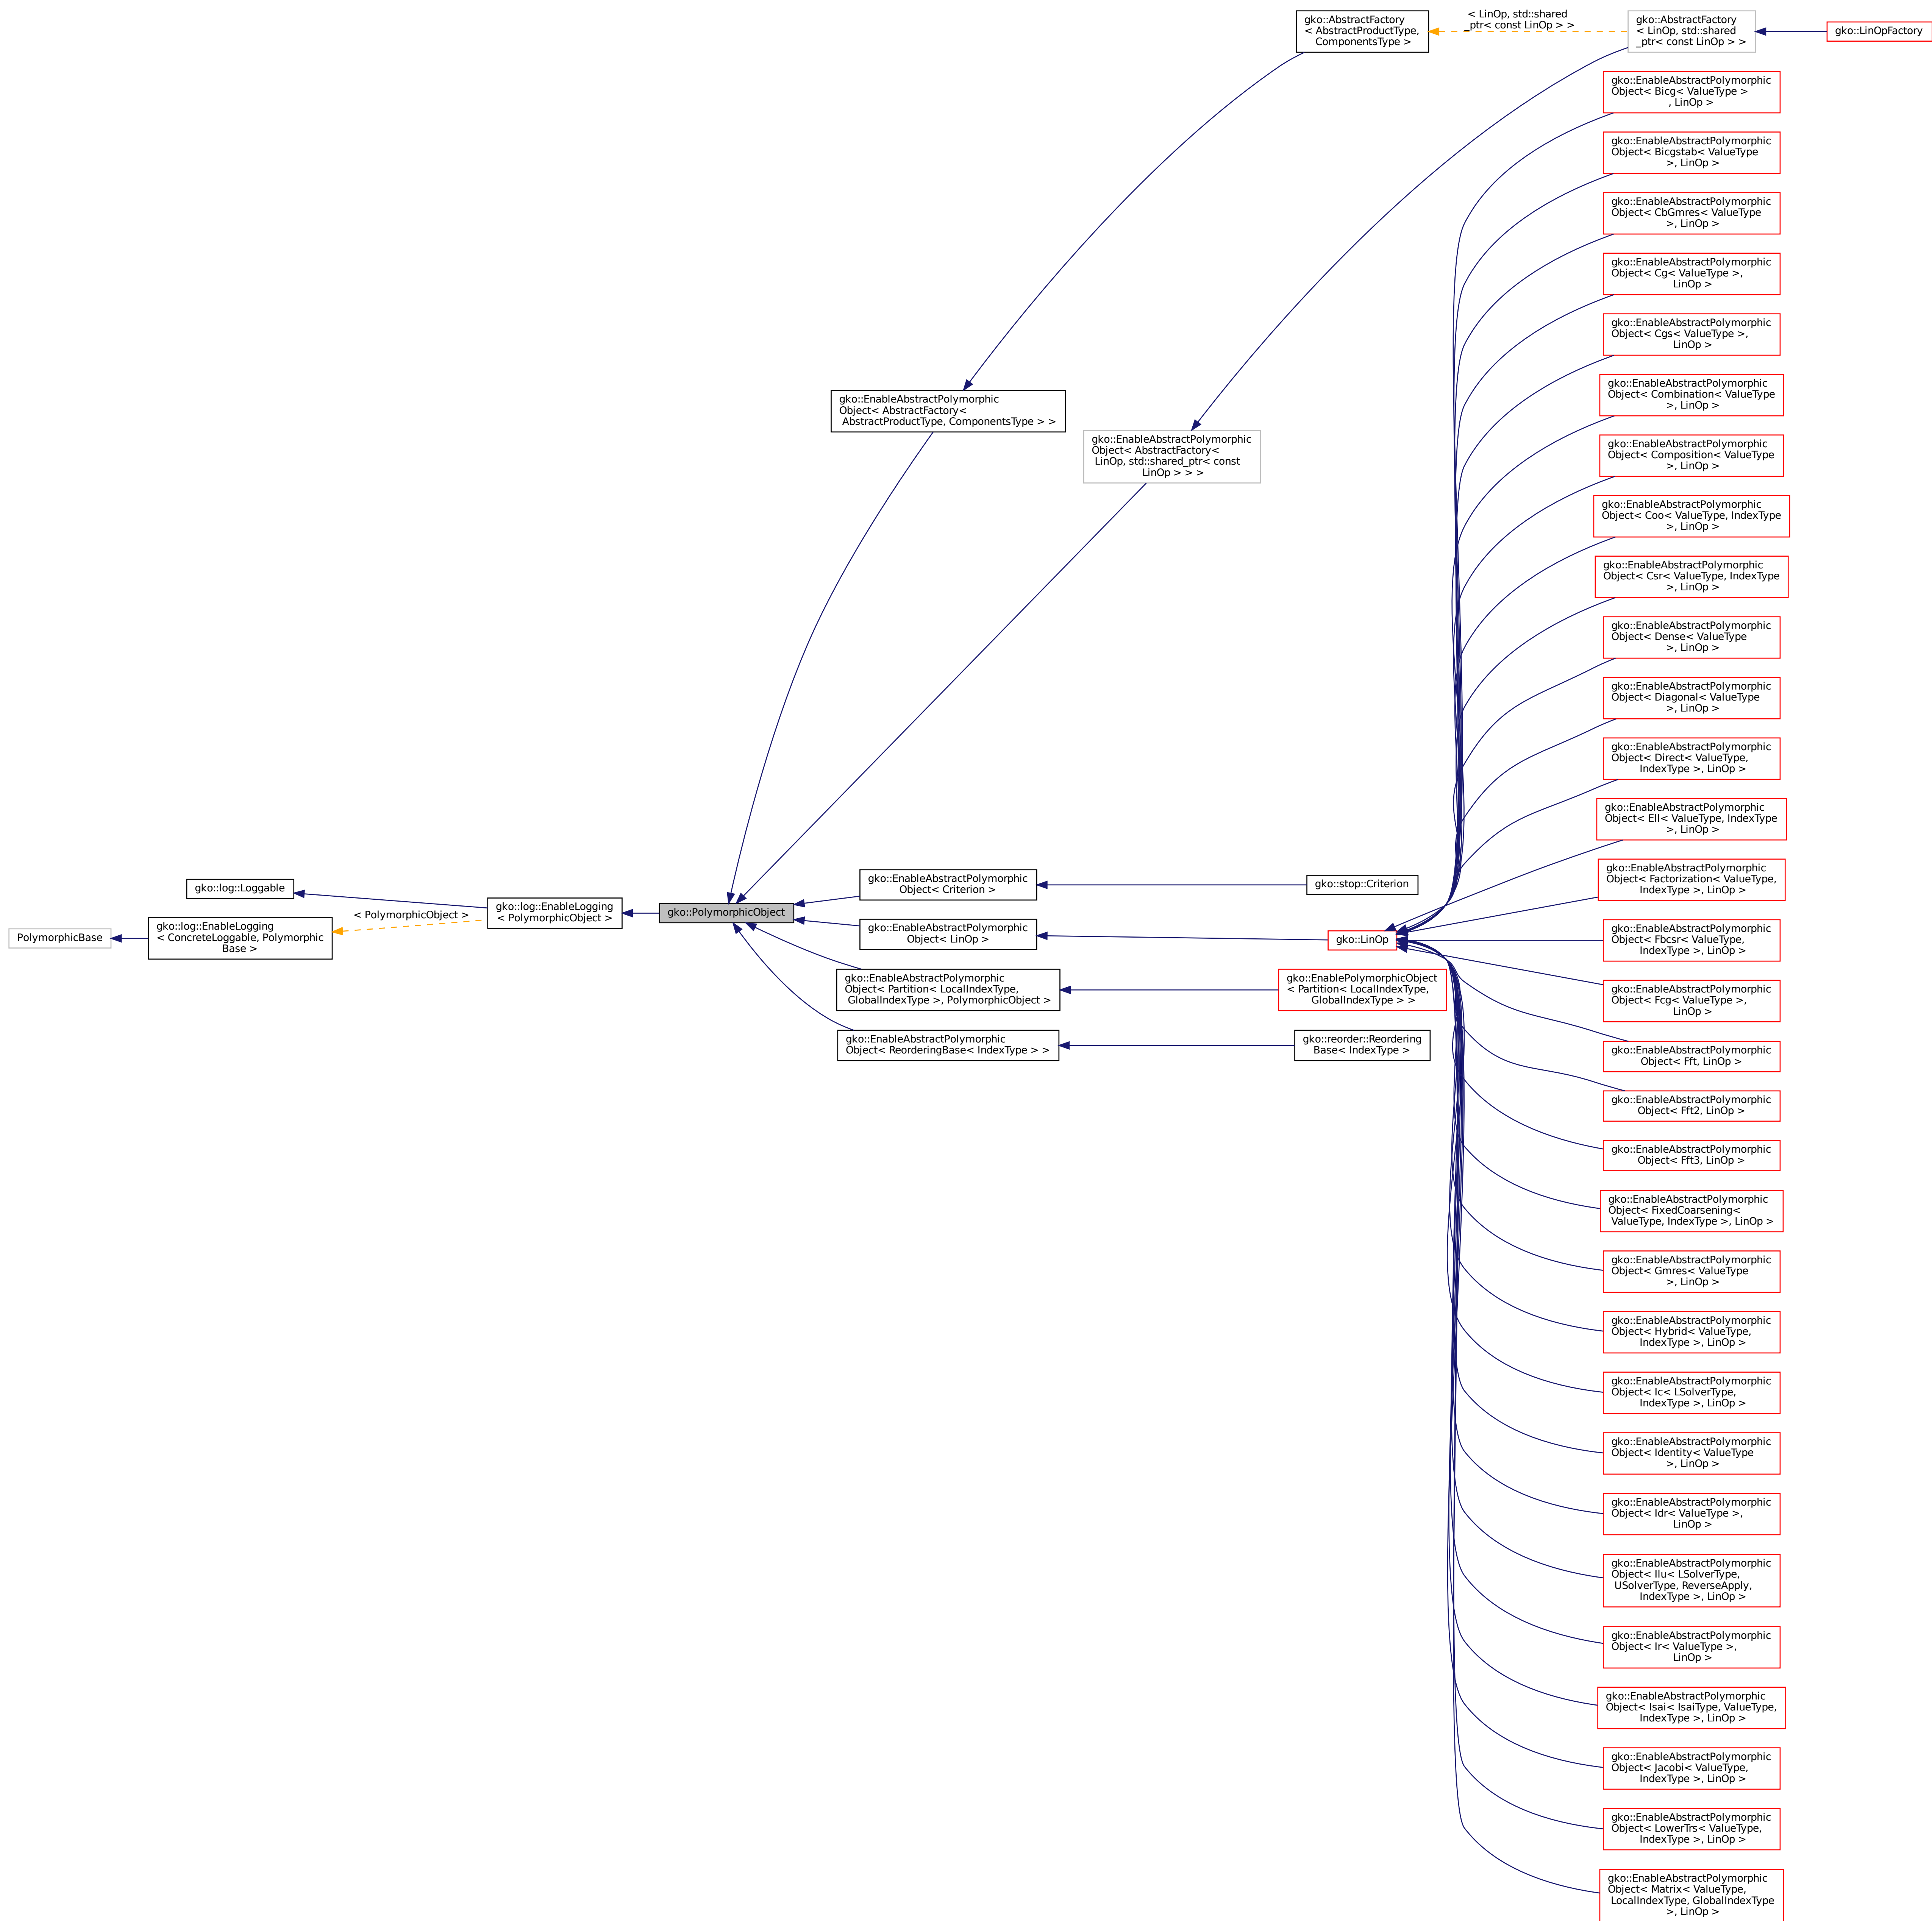 gko::AbstractFactory
< AbstractProductType,
ComponentsType >
< LinOp, std::shared
_ptr< const LinOp > >
gko::AbstractFactory
< LinOp, std::shared
_ptr< const LinOp > >
gko::LinOpFactory
gko::EnableAbstractPolymorphic
Object< Bicg< ValueType >
, LinOp >
gko::EnableAbstractPolymorphic
Object< Bicgstab< ValueType
>, LinOp >
gko::EnableAbstractPolymorphic
Object< CbGmres< ValueType
>, LinOp >
gko::EnableAbstractPolymorphic
Object< Cg< ValueType >,
LinOp >
gko::EnableAbstractPolymorphic
Object< Cgs< ValueType >,
LinOp >
gko::EnableAbstractPolymorphic
Object< Combination< ValueType
>, LinOp >
gko::EnableAbstractPolymorphic
Object< AbstractFactory<
AbstractProductType, ComponentsType > >
gko::EnableAbstractPolymorphic
Object< AbstractFactory<
LinOp, std::shared_ptr< const
LinOp > > >
gko::EnableAbstractPolymorphic
Object< Composition< ValueType
>, LinOp >
gko::EnableAbstractPolymorphic
Object< Coo< ValueType, IndexType
>, LinOp >
gko::EnableAbstractPolymorphic
Object< Csr< ValueType, IndexType
>, LinOp >
gko::EnableAbstractPolymorphic
Object< Dense< ValueType
>, LinOp >
gko::EnableAbstractPolymorphic
Object< Diagonal< ValueType
>, LinOp >
gko::EnableAbstractPolymorphic
Object< Direct< ValueType,
IndexType >, LinOp >
gko::EnableAbstractPolymorphic
Object< Ell< ValueType, IndexType
>, LinOp >
gko::EnableAbstractPolymorphic
Object< Factorization< ValueType,
IndexType >, LinOp >
PolymorphicBase
gko::log::Loggable
gko::log::EnableLogging
< ConcreteLoggable, Polymorphic
Base >
< PolymorphicObject >
gko::log::EnableLogging
< PolymorphicObject >
gko::PolymorphicObject
gko::EnableAbstractPolymorphic
Object< Criterion >
gko::stop::Criterion
gko::EnableAbstractPolymorphic
Object< LinOp >
gko::LinOp
gko::EnableAbstractPolymorphic
Object< Partition< LocalIndexType,
GlobalIndexType >, PolymorphicObject >
gko::EnablePolymorphicObject
< Partition< LocalIndexType,
GlobalIndexType > >
gko::EnableAbstractPolymorphic
Object< ReorderingBase< IndexType > >
gko::reorder::Reordering
Base< IndexType >
gko::EnableAbstractPolymorphic
Object< Fbcsr< ValueType,
IndexType >, LinOp >
gko::EnableAbstractPolymorphic
Object< Fcg< ValueType >,
LinOp >
gko::EnableAbstractPolymorphic
Object< Fft, LinOp >
gko::EnableAbstractPolymorphic
Object< Fft2, LinOp >
gko::EnableAbstractPolymorphic
Object< Fft3, LinOp >
gko::EnableAbstractPolymorphic
Object< FixedCoarsening<
ValueType, IndexType >, LinOp >
gko::EnableAbstractPolymorphic
Object< Gmres< ValueType
>, LinOp >
gko::EnableAbstractPolymorphic
Object< Hybrid< ValueType,
IndexType >, LinOp >
gko::EnableAbstractPolymorphic
Object< Ic< LSolverType,
IndexType >, LinOp >
gko::EnableAbstractPolymorphic
Object< Identity< ValueType
>, LinOp >
gko::EnableAbstractPolymorphic
Object< Idr< ValueType >,
LinOp >
gko::EnableAbstractPolymorphic
Object< Ilu< LSolverType,
USolverType, ReverseApply,
IndexType >, LinOp >
gko::EnableAbstractPolymorphic
Object< Ir< ValueType >,
LinOp >
gko::EnableAbstractPolymorphic
Object< Isai< IsaiType, ValueType,
IndexType >, LinOp >
gko::EnableAbstractPolymorphic
Object< Jacobi< ValueType,
IndexType >, LinOp >
gko::EnableAbstractPolymorphic
Object< LowerTrs< ValueType,
IndexType >, LinOp >
gko::EnableAbstractPolymorphic
Object< Matrix< ValueType,
LocalIndexType, GlobalIndexType
>, LinOp >